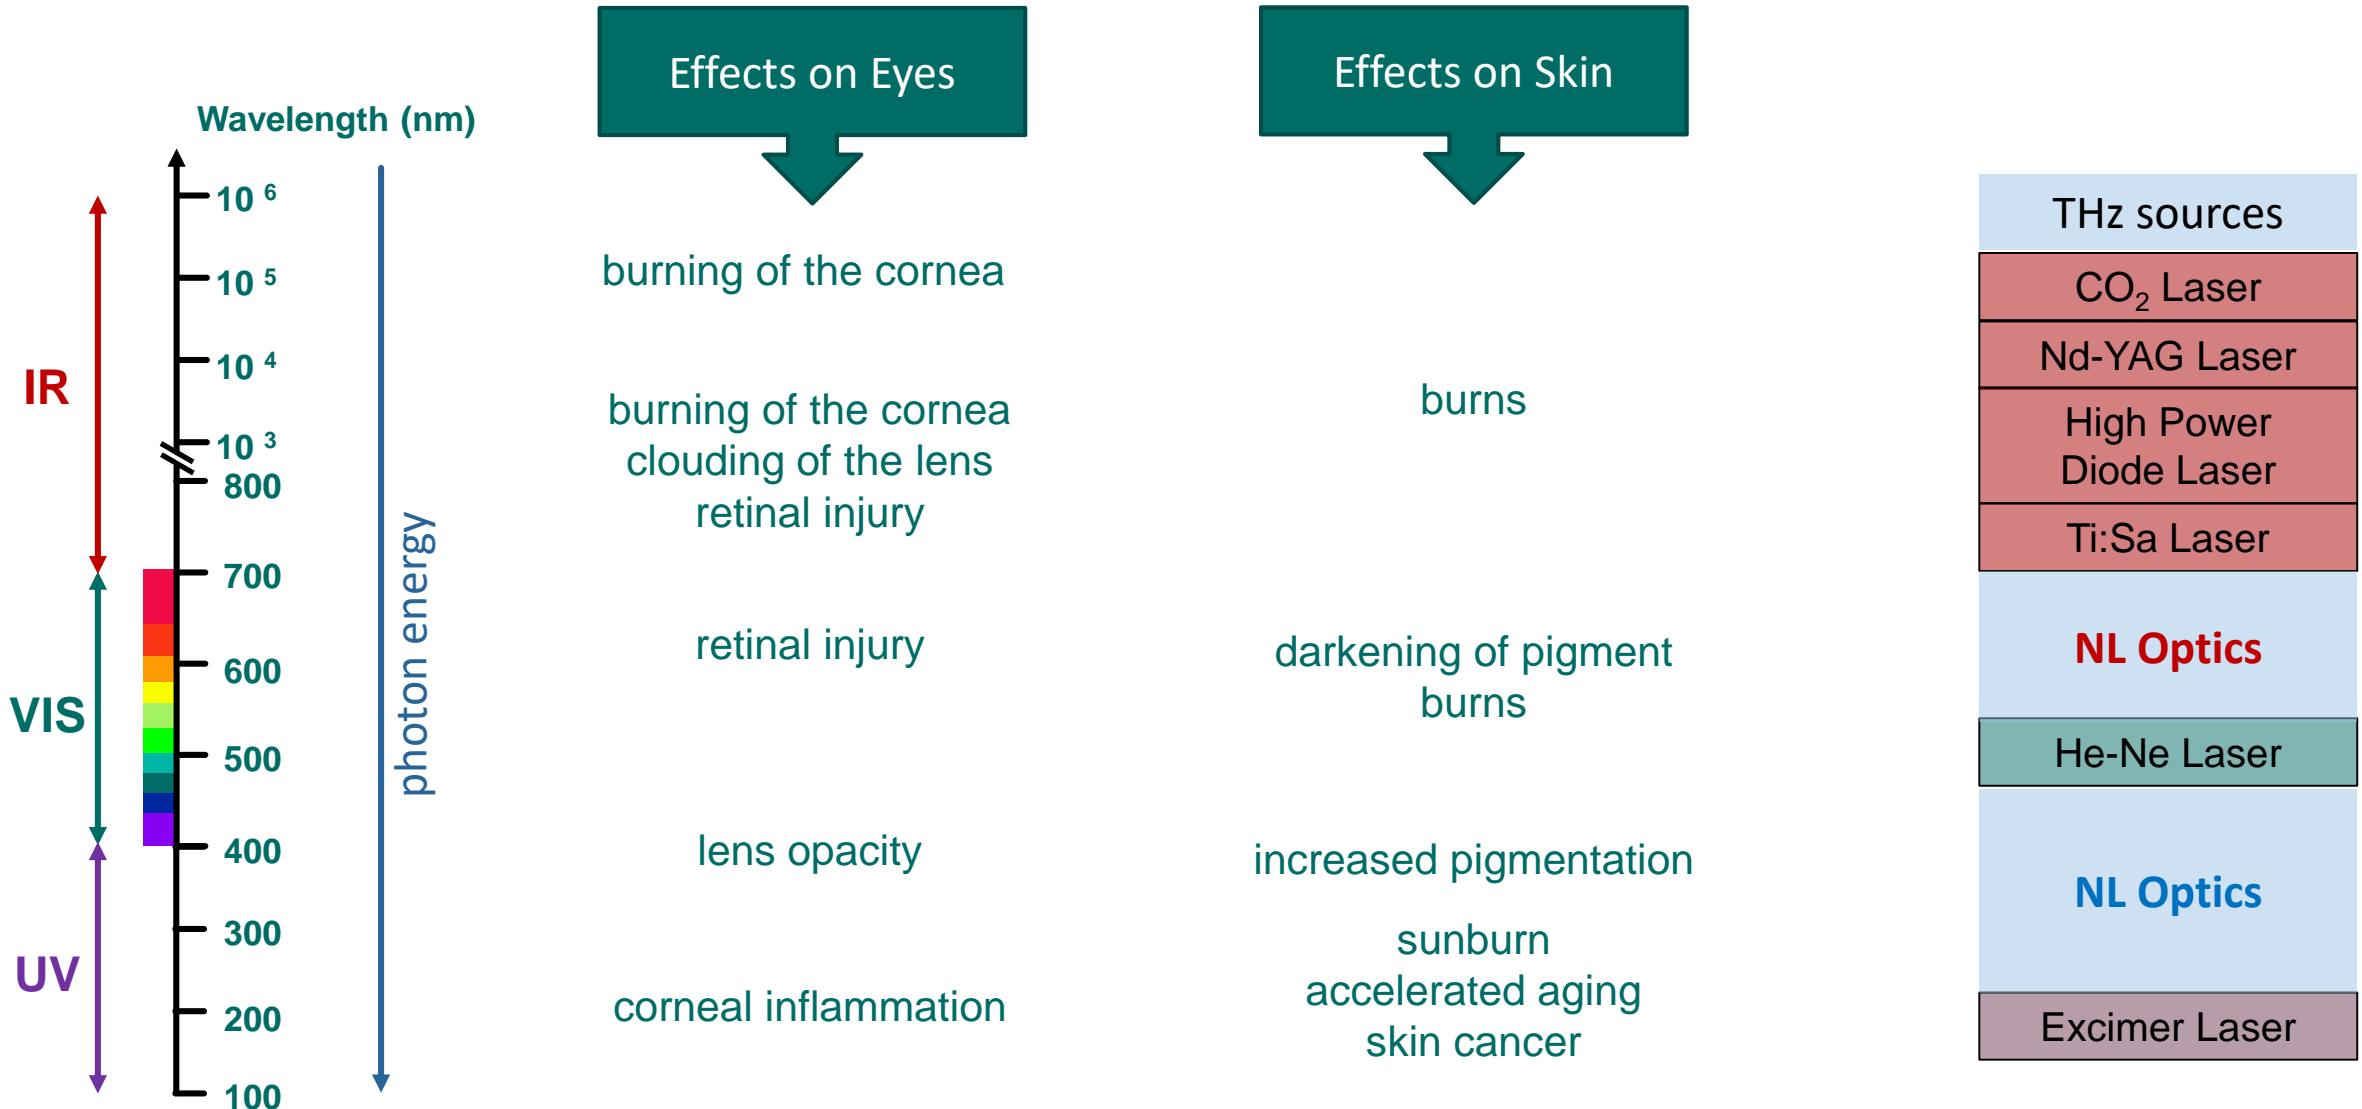 Effects on Eyes
Effects on Skin
Wavelength (nm)
10 6
10 5
10 4
10 3
800
700
600
500
400
300
200
100
IR
VIS
UV
photon energy
burning of the cornea
burning of the cornea
clouding of the lens
retinal injury
retinal injury
lens opacity
corneal inflammation
burns
darkening of pigment
burns
increased pigmentation
sunburn
accelerated aging
skin cancer
THz sources
CO2 Laser
Nd-YAG Laser
High Power
Diode Laser
Ti:Sa Laser
NL Optics
He-Ne Laser
NL Optics
Excimer Laser